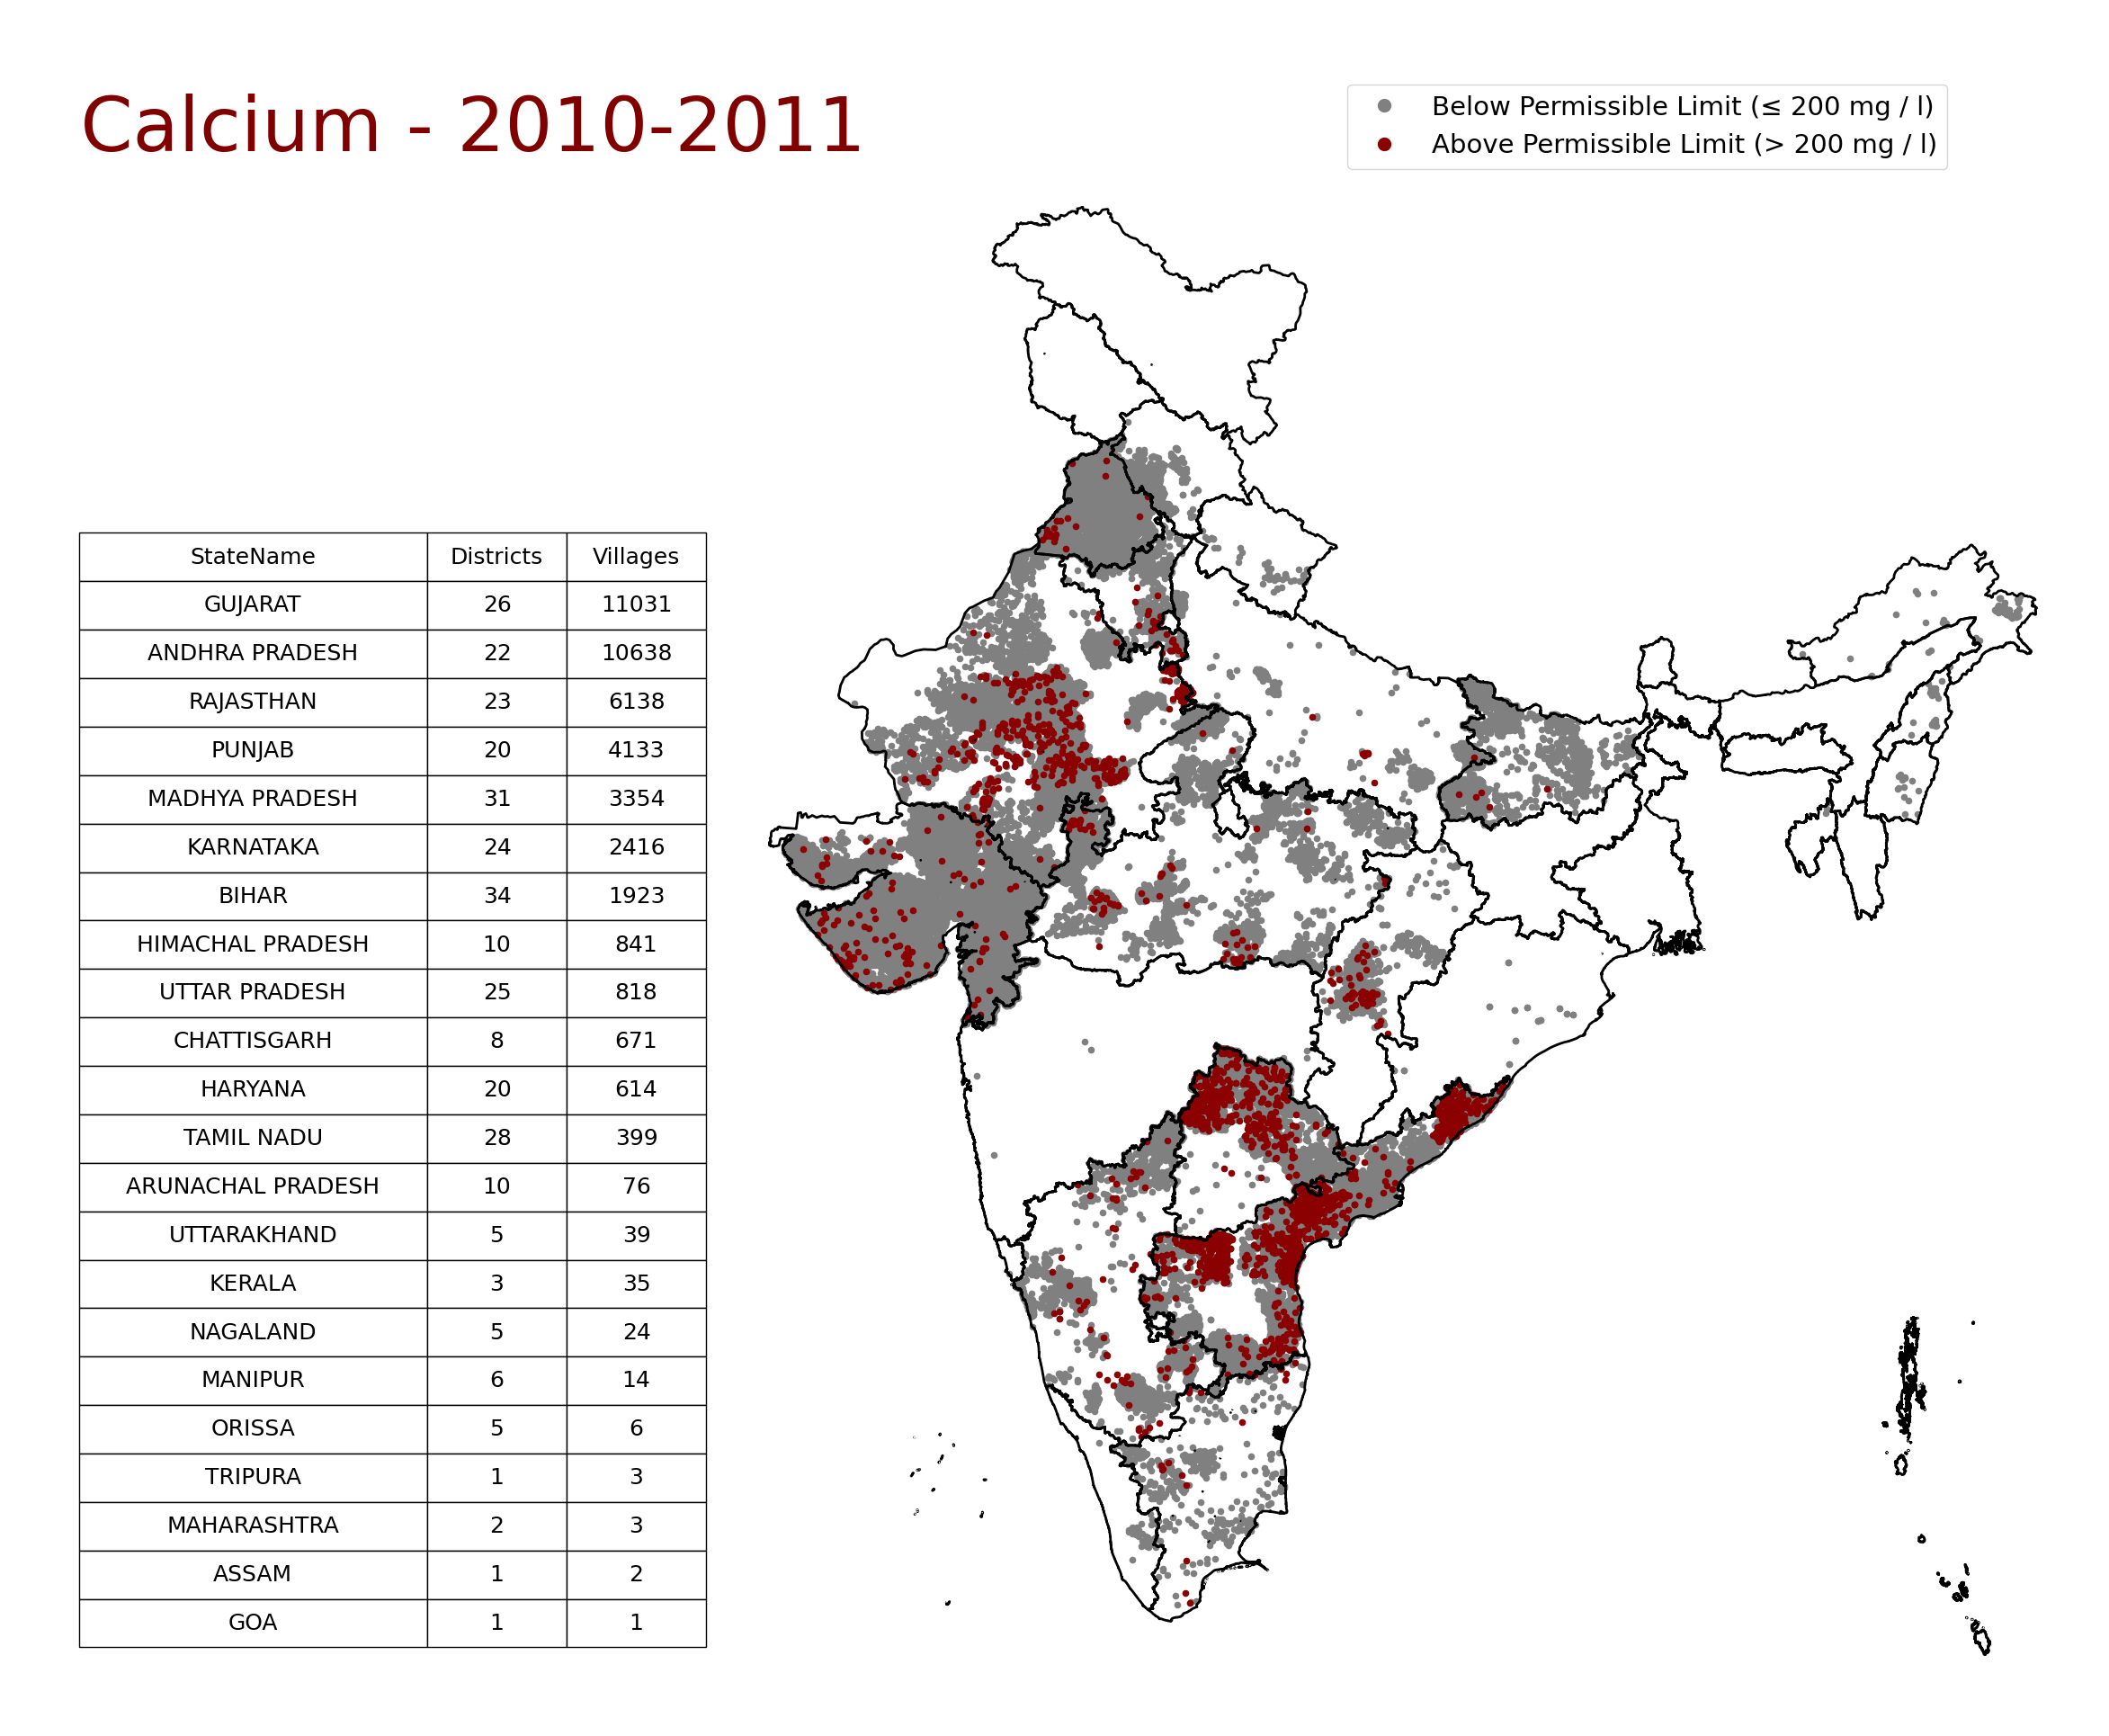 Calcium - 2010-2011
Below Permissible Limit (≤ 200 mg / l)
Above Permissible Limit (> 200 mg / l)
StateName Districts Villages
GUJARAT 26 11031
ANDHRA PRADESH 22 10638
RAJASTHAN 23 6138
PUNJAB 20 4133
MADHYA PRADESH 31 3354
KARNATAKA 24 2416
BIHAR 34 1923
HIMACHAL PRADESH 10 841
UTTAR PRADESH 25 818
CHATTISGARH 8 671
HARYANA 20 614
TAMIL NADU 28 399
ARUNACHAL PRADESH 10 76
UTTARAKHAND 5 39
KERALA 3 35
NAGALAND 5 24
MANIPUR 6 14
ORISSA 5 6
TRIPURA 1 3
MAHARASHTRA 2 3
ASSAM 1 2
GOA 1 1